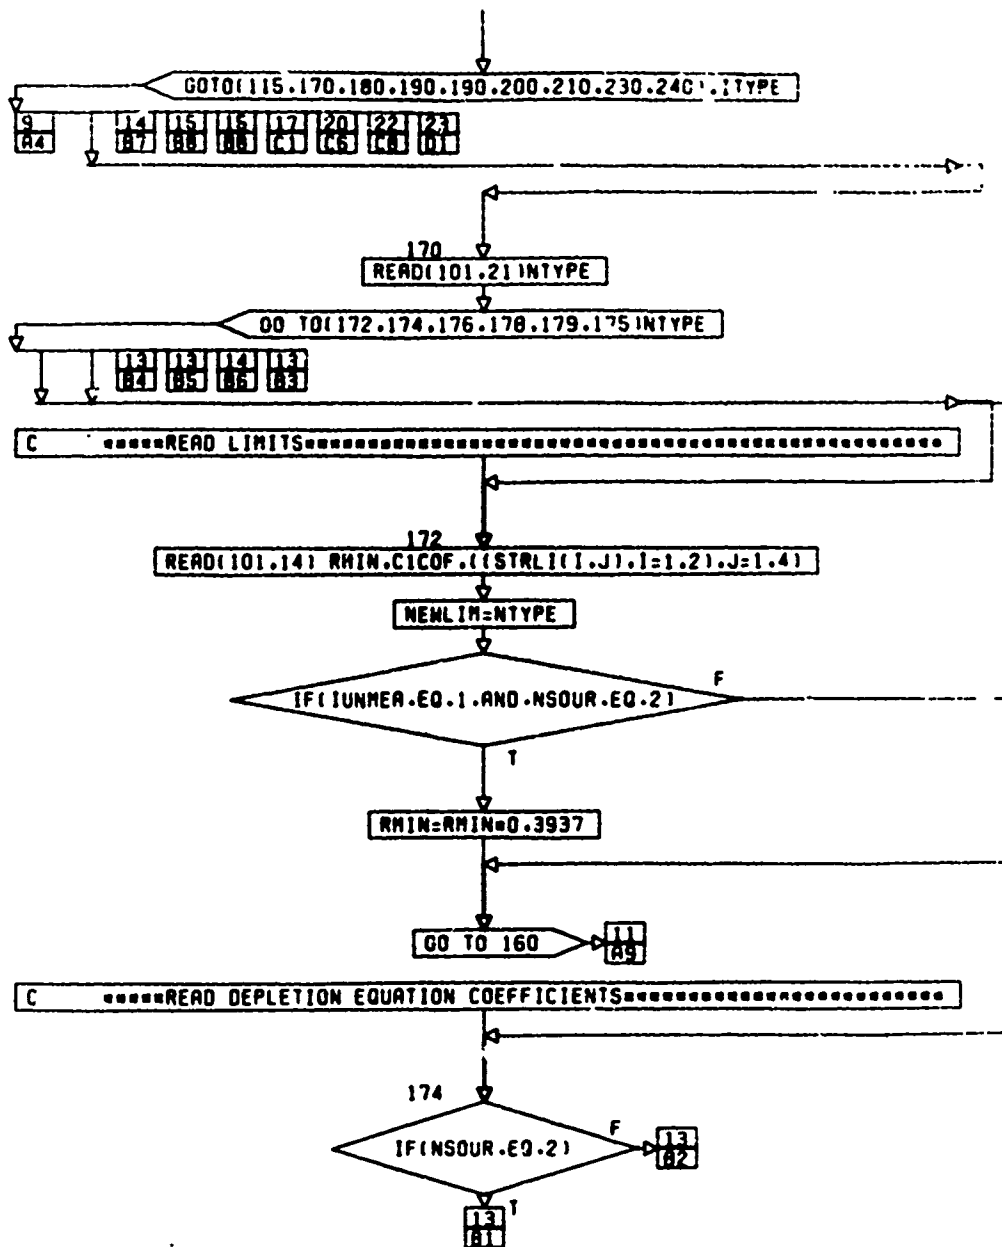 GOTO(115.170.180.190.190.200.210.230.240).ITYPE
9 14 15 15 17 20 22 23
A4 B7 B8 B8 C1 C6 C8 D1
170
READ(101.21)NTYPE
GO TO(172.174.176.178.179.175)NTYPE
13 13 14 13
B4 B5 B6 B3
C *****READ LIMITS******************************************
172
READ(101.14) RMIN.C1COF.((STRLI(I.J).I=1.2).J=1.4)
NEWLIM=NTYPE
IF(IUNMEA.EQ.1.AND.NSOUR.EQ.2)
F
T
RMIN=RMIN*0.3937
GO TO 160
11
A9
C *****READ DEPLETION EQUATION COEFFICIENTS*********************
174
IF(NSOUR.EQ.2)
F
13
B2
T
13
B1